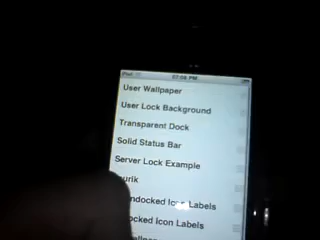 iPod
User Wallpaper
User Lock Background
Transparent Dock
Solid Status Bar
Server Lock Example
Undocked Icon Labels
Docked Icon Labels